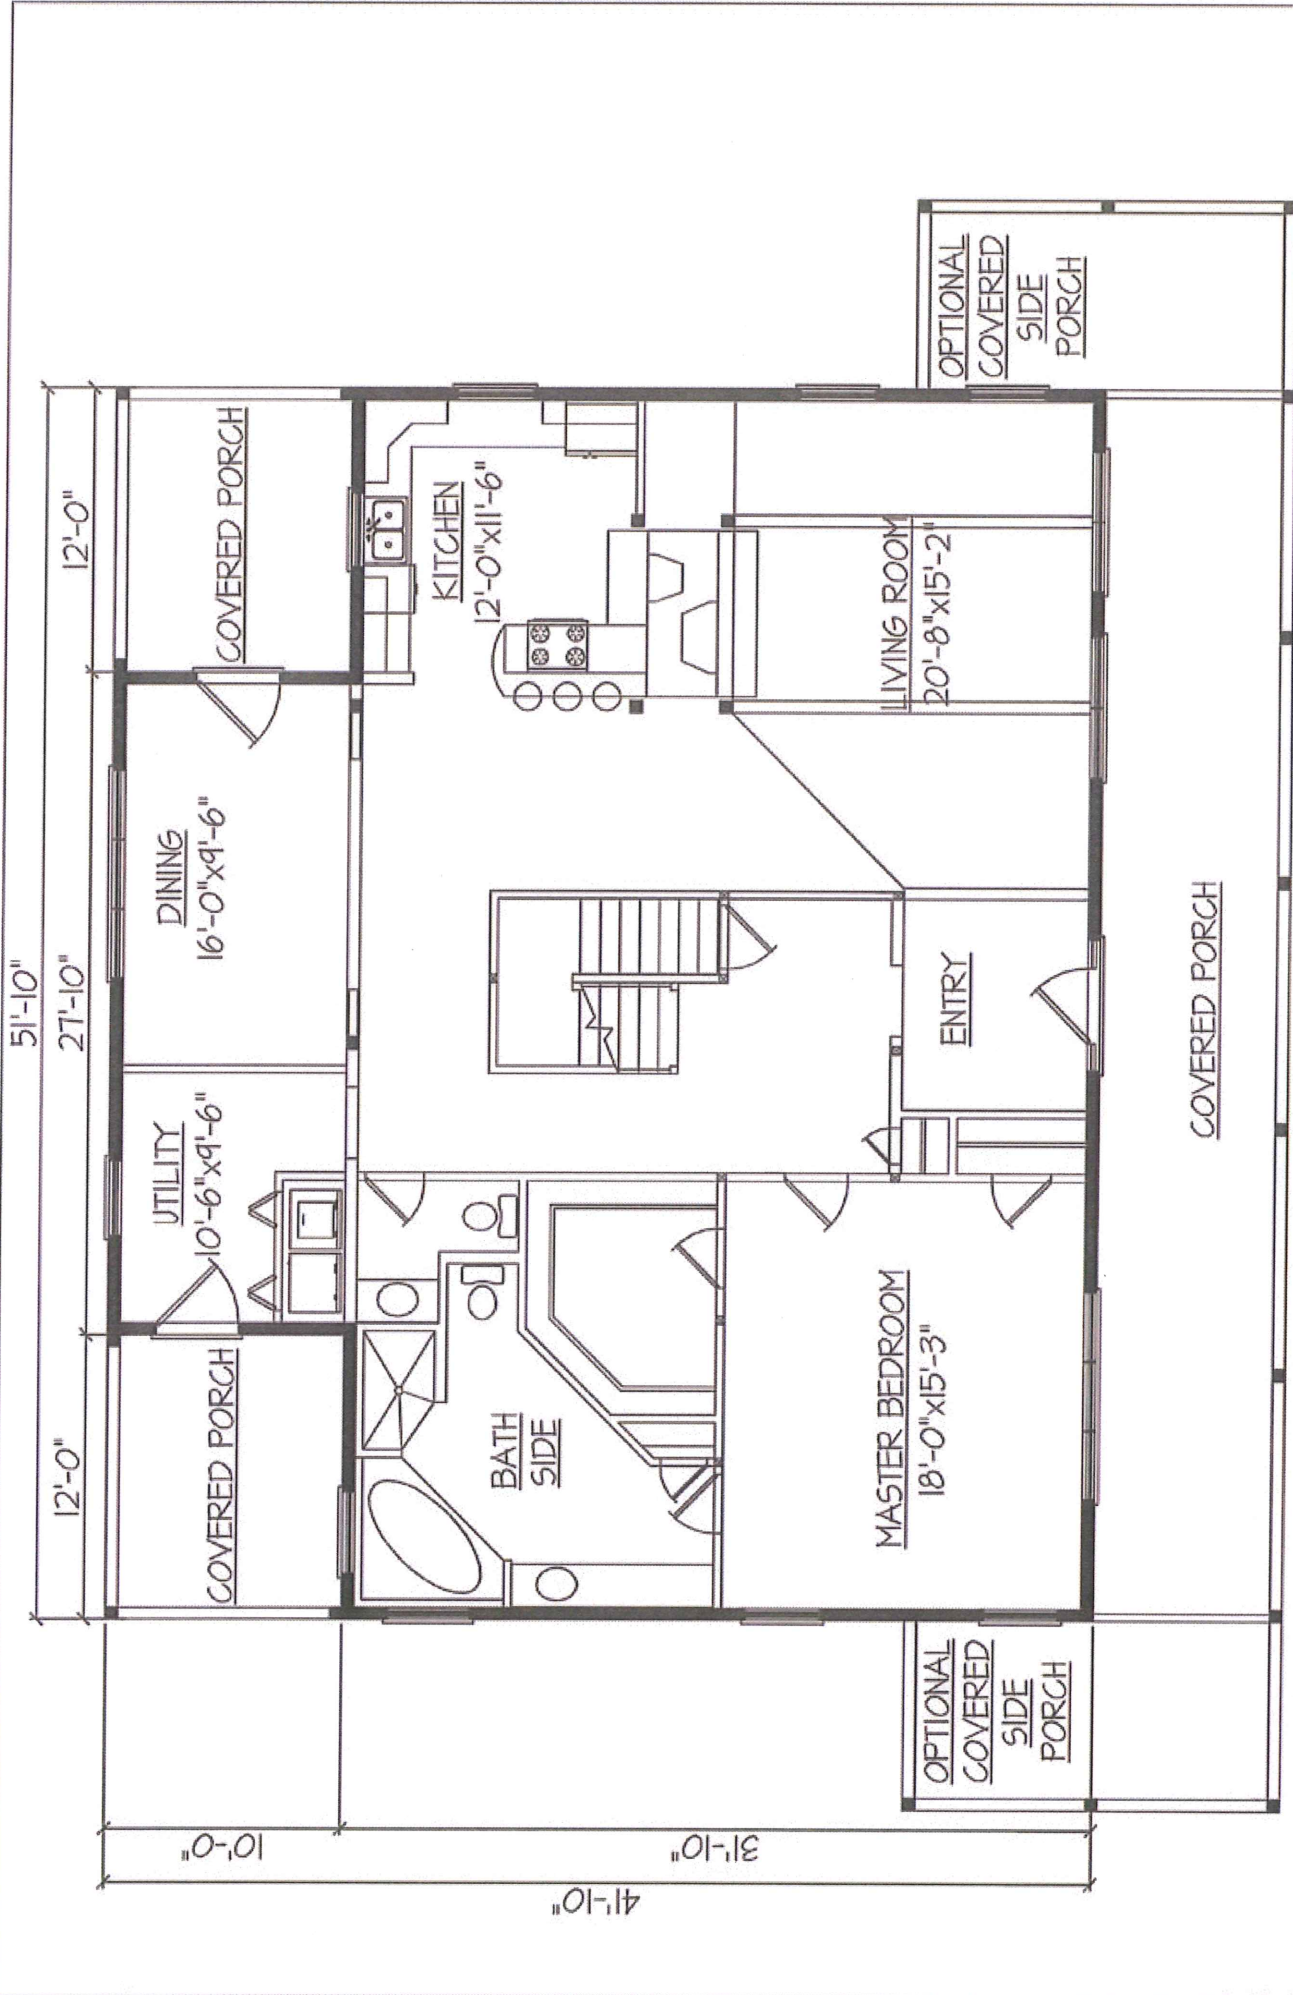 51'-10"
12'-0"
27'-10"
12'-0"
COVERED PORCH
UTILITY
10'-6"x9'-6"
DINING
16'-0"x9'-6"
COVERED PORCH
KITCHEN
12'-0"x11'-6"
BATH
SIDE
MASTER BEDROOM
18'-0"x15'-3"
ENTRY
LIVING ROOM
20'-8"x15'-2"
OPTIONAL
COVERED
SIDE
PORCH
COVERED PORCH
OPTIONAL
COVERED
SIDE
PORCH
10'-0"
31'-10"
41'-10"